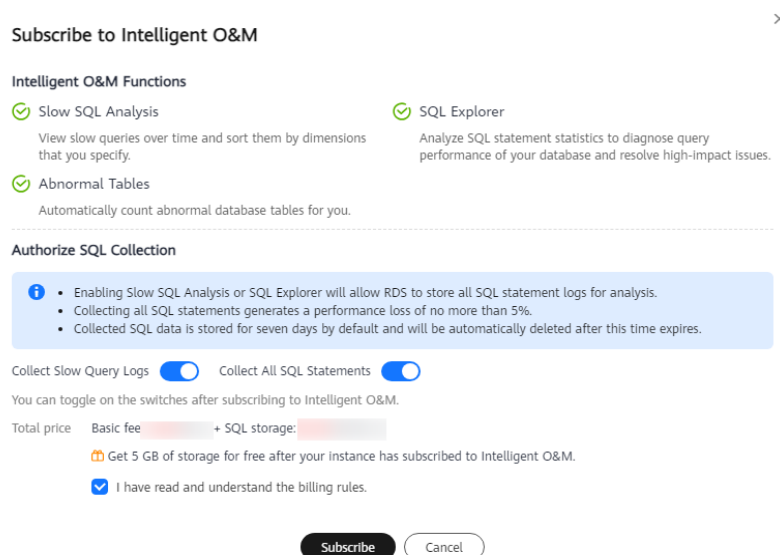 Subscribe to Intelligent O&M
Intelligent O&M Functions
Slow SQL Analysis
View slow queries over time and sort them by dimensions
that you specify.
SQL Explorer
Analyze SQL statement statistics to diagnose query
performance of your database and resolve high-impact issues.
Abnormal Tables
Automatically count abnormal database tables for you.
Authorize SQL Collection
• Enabling Slow SQL Analysis or SQL Explorer will allow RDS to store all SQL statement logs for analysis.
• Collecting all SQL statements generates a performance loss of no more than 5%.
• Collected SQL data is stored for seven days by default and will be automatically deleted after this time expires.
Collect Slow Query Logs Collect All SQL Statements
You can toggle on the switches after subscribing to Intelligent O&M.
Total price Basic fee + SQL storage:
Get 5 GB of storage for free after your instance has subscribed to Intelligent O&M.
I have read and understand the billing rules.
Subscribe Cancel